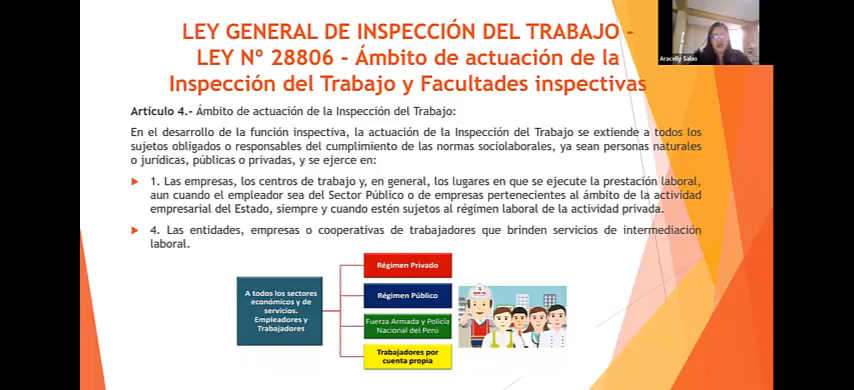 LEY GENERAL DE INSPECCIÓN DEL TRABAJO -
LEY Nº 28806 - Ámbito de actuación de la
Inspección del Trabajo y Facultades inspectivas
Aracelly Salas
Artículo 4.- Ámbito de actuación de la Inspección del Trabajo:
En el desarrollo de la función inspectiva, la actuación de la Inspección del Trabajo se extiende a todos los
sujetos obligados o responsables del cumplimiento de las normas sociolaborales, ya sean personas naturales
o jurídicas, públicas o privadas, y se ejerce en:
1. Las empresas, los centros de trabajo y, en general, los lugares en que se ejecute la prestación laboral,
aun cuando el empleador sea del Sector Público o de empresas pertenecientes al ámbito de la actividad
empresarial del Estado, siempre y cuando estén sujetos al régimen laboral de la actividad privada.
4. Las entidades, empresas o cooperativas de trabajadores que brinden servicios de intermediación
laboral.
A todos los sectores
económicos y de
servicios.
Empleadores y
Trabajadores
Régimen Privado
Régimen Público
Fuerza Armada y Policía
Nacional del Perú
Trabajadores por
cuenta propia